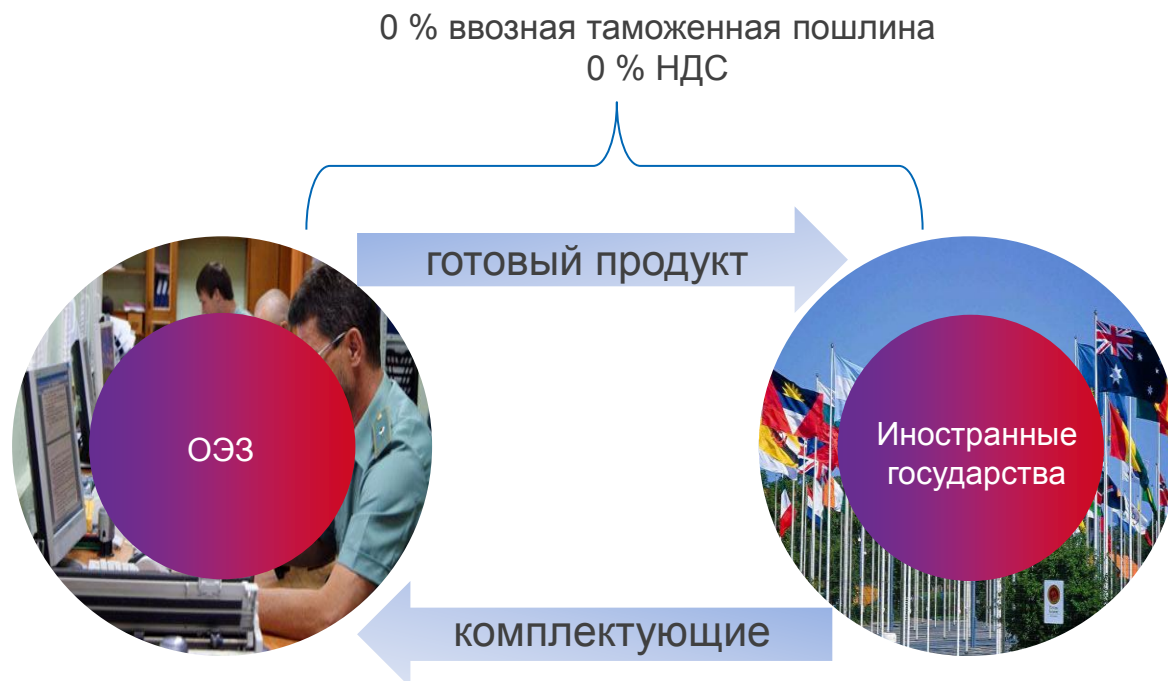 0 % ввозная таможенная пошлина
0 % НДС
готовый продукт
ОЭЗ
Иностранные
государства
комплектующие